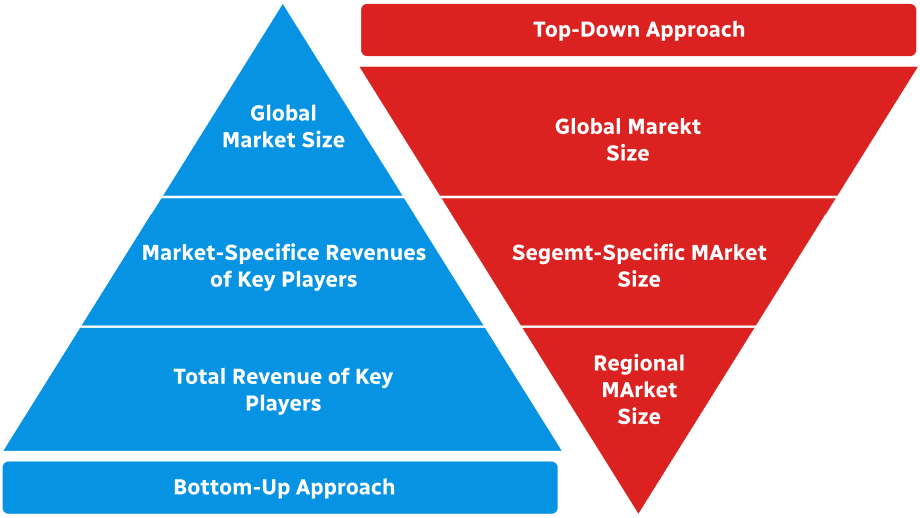 Top-Down Approach
Global
Market Size
Market-Specifice Revenues
of Key Players
Total Revenue of Key
Players
Bottom-Up Approach
Global Marekt
Size
Segemt-Specific MArket
Size
Regional
MArket
Size